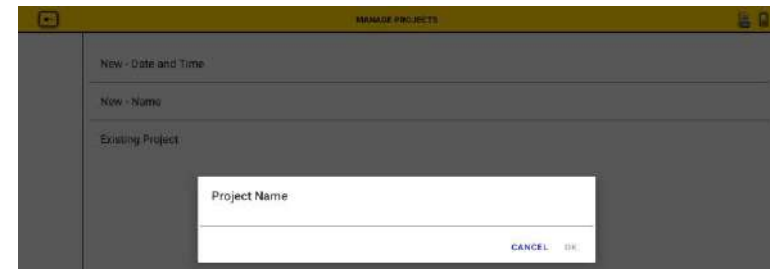 MANAGE PROJECTS
New - Date and Time
New - Name
Existing Project
Project Name
CANCEL OK